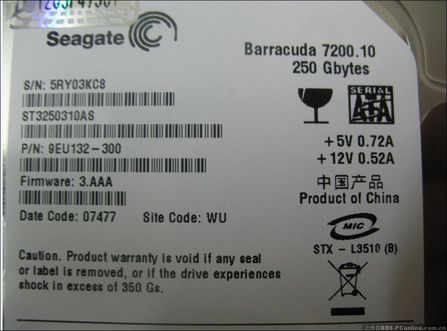 Seagate
Barracuda 7200.10
250 Gbytes
S/N: 5RY03KC8
SERIAL
ATA
ST3250310AS
+5V 0.72A
+12V 0.52A
P/N: 9EU132-300
中国产品
Product of China
Firmware: 3.AAA
Date Code: 07477 Site Code: WU
MIC
STX - L3510 (B)
Caution. Product warranty is void if any seal
or label is removed, or if the drive experiences
shock in excess of 350 Gs.